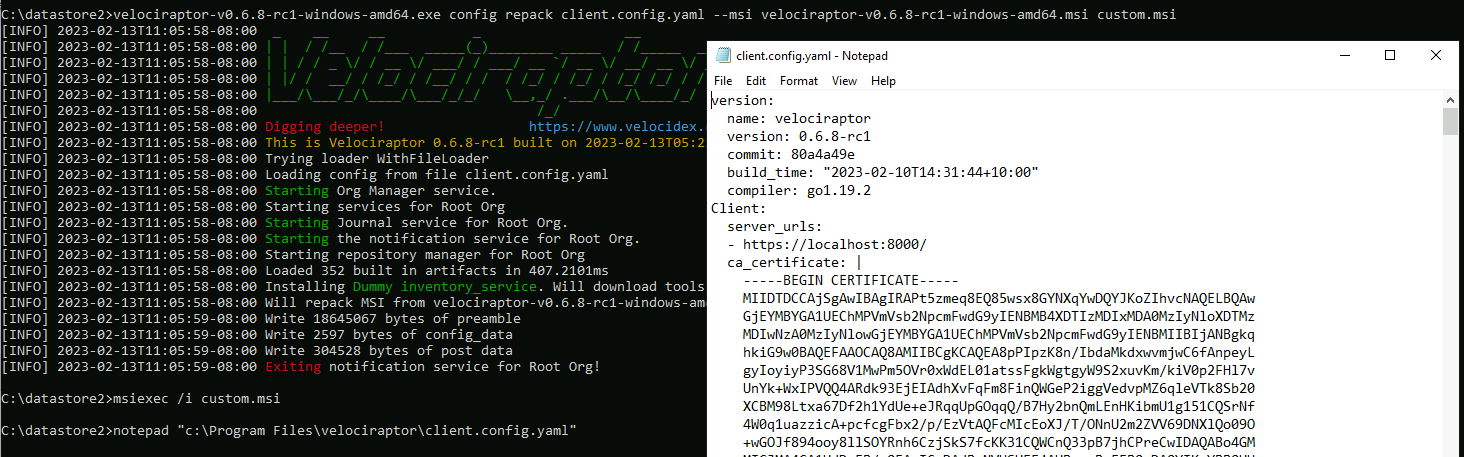 C:\datastore2>velociraptor-v0.6.8-rc1-windows-amd64.exe config repack client.config.yaml --msi velociraptor-v0.6.8-rc1-windows-amd64.msi custom.msi
[INFO] 2023-02-13T11:05:58-08:00
[INFO] 2023-02-13T11:05:58-08:00
[INFO] 2023-02-13T11:05:58-08:00
[INFO] 2023-02-13T11:05:58-08:00
[INFO] 2023-02-13T11:05:58-08:00
[INFO] 2023-02-13T11:05:58-08:00
[INFO] 2023-02-13T11:05:58-08:00 Digging deeper! https://www.velocidex.
[INFO] 2023-02-13T11:05:58-08:00 This is Velociraptor 0.6.8-rc1 built on 2023-02-13T05:2
[INFO] 2023-02-13T11:05:58-08:00 Trying loader WithFileLoader
[INFO] 2023-02-13T11:05:58-08:00 Loading config from file client.config.yaml
[INFO] 2023-02-13T11:05:58-08:00 Starting Org Manager service.
[INFO] 2023-02-13T11:05:58-08:00 Starting services for Root Org
[INFO] 2023-02-13T11:05:58-08:00 Starting Journal service for Root Org.
[INFO] 2023-02-13T11:05:58-08:00 Starting the notification service for Root Org.
[INFO] 2023-02-13T11:05:58-08:00 Starting repository manager for Root Org
[INFO] 2023-02-13T11:05:58-08:00 Loaded 352 built in artifacts in 407.2101ms
[INFO] 2023-02-13T11:05:58-08:00 Installing Dummy inventory_service. Will download tools
[INFO] 2023-02-13T11:05:58-08:00 Will repack MSI from velociraptor-v0.6.8-rc1-windows-am
[INFO] 2023-02-13T11:05:59-08:00 Write 18645067 bytes of preamble
[INFO] 2023-02-13T11:05:59-08:00 Write 2597 bytes of config_data
[INFO] 2023-02-13T11:05:59-08:00 Write 304528 bytes of post data
[INFO] 2023-02-13T11:05:59-08:00 Exiting notification service for Root Org!
C:\datastore2>msiexec /i custom.msi
C:\datastore2>notepad "c:\Program Files\velociraptor\client.config.yaml"
client.config.yaml - Notepad
File Edit Format View Help
version:
name: velociraptor
version: 0.6.8-rc1
commit: 80a4a49e
build_time: "2023-02-10T14:31:44+10:00"
compiler: go1.19.2
Client:
server_urls:
- https://localhost:8000/
ca_certificate: |
-----BEGIN CERTIFICATE-----
MIIDTDCCAjSgAwIBAgIRAPt5zmeq8EQ85wsx8GYNXqYwDQYJKoZIhvcNAQELBQAw
GjEYMBYGA1UEChMPVmVsb2NpcmFwdG9yIENBMB4XDTIzMDIxMDA0MzIyNloXDTMz
MDIwNzA0MzIyNlowGjEYMBYGA1UEChMPVmVsb2NpcmFwdG9yIENBMIIBIjANBgkq
hkiG9w0BAQEFAAOCAQ8AMIIBCgKCAQEA8pPIpzK8n/IbdaMkdxwvmjwC6fAnpeyL
gyIoyiyP3SG68V1MwPm5OVr0xWdEL01atssFgkWgtgyW9S2xuvKm/kiV0p2FHl7v
UnYk+WxIPVQQ4ARdk93EjEIAdhXvFqFm8FinQWGeP2iggVedvpMZ6qleVTk8Sb20
XCBM98Ltxa67Df2h1YdUe+eJRqqUpGOqqQ/B7Hy2bnQmLEnHKibmU1g151CQSrNf
4W0q1uazzicA+pcfcgFbx2/p/EzVtAQFcMIcEoXJ/T/ONnU2m2ZVV69DNXlQo09O
+wGOJf894ooy8llSOYRnh6CzjSkS7fcKK31CQWCnQ33pB7jhCPreCwIDAQABo4GM